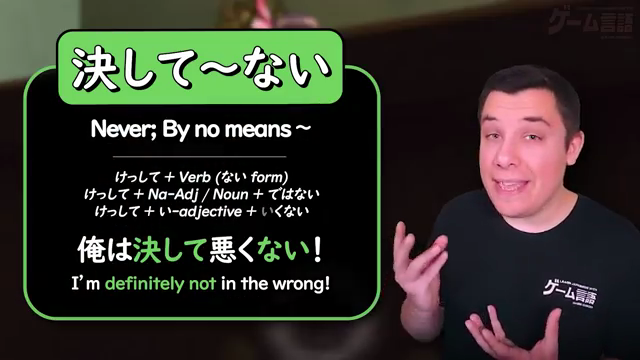 決して～ない
Never; By no means ~
けっして + Verb (ない form)
けっして + Na-Adj / Noun + ではない
けっして + い-adjective + いくない
俺は決して悪くない！
I'm definitely not in the wrong!
ゲーム言語
ゲーム言語